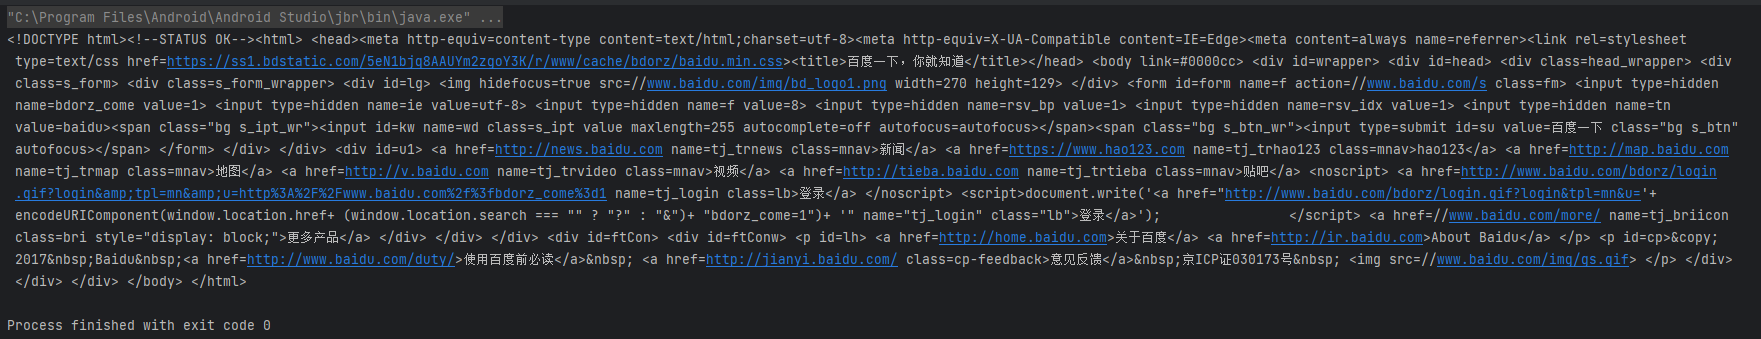 "C:\Program Files\Android\Android Studio\jbr\bin\java.exe" ...
<!DOCTYPE html><!--STATUS OK--><html> <head><meta http-equiv=content-type content=text/html;charset=utf-8><meta http-equiv=X-UA-Compatible content=IE=Edge><meta content=always name=referrer><link rel=stylesheet
type=text/css href=https://ss1.bdstatic.com/5eN1bjq8AAUYm2zgoY3K/r/www/cache/bdorz/baidu.min.css><title>百度一下，你就知道</title></head> <body link=#0000cc> <div id=wrapper> <div id=head> <div class=head_wrapper> <div
class=s_form> <div class=s_form_wrapper> <div id=lg> <img hidefocus=true src=//www.baidu.com/img/bd_logo1.png width=270 height=129> </div> <form id=form name=f action=//www.baidu.com/s class=fm> <input type=hidden
name=bdorz_come value=1> <input type=hidden name=ie value=utf-8> <input type=hidden name=f value=8> <input type=hidden name=rsv_bp value=1> <input type=hidden name=rsv_idx value=1> <input type=hidden name=tn
value=baidu><span class="bg s_ipt_wr"><input id=kw name=wd class=s_ipt value maxlength=255 autocomplete=off autofocus=autofocus></span><span class="bg s_btn_wr"><input type=submit id=su value=百度一下 class="bg s_btn"
autofocus></span> </form> </div> </div> <div id=u1> <a href=http://news.baidu.com name=tj_trnews class=mnav>新闻</a> <a href=https://www.hao123.com name=tj_trhao123 class=mnav>hao123</a> <a href=http://map.baidu.com
name=tj_trmap class=mnav>地图</a> <a href=http://v.baidu.com name=tj_trvideo class=mnav>视频</a> <a href=http://tieba.baidu.com name=tj_trtieba class=mnav>贴吧</a> <noscript> <a href=http://www.baidu.com/bdorz/login
.gif?login&amp;tpl=mn&amp;u=http%3A%2F%2Fwww.baidu.com%2f%3fbdorz_come%3d1 name=tj_login class=lb>登录</a> </noscript> <script>document.write('<a href="http://www.baidu.com/bdorz/login.gif?login&tpl=mn&u='+
encodeURIComponent(window.location.href+ (window.location.search === "" ? "?" : "&")+ "bdorz_come=1")+ '" name="tj_login" class="lb">登录</a>'); </script> <a href=//www.baidu.com/more/ name=tj_briicon
class=bri style="display: block;">更多产品</a> </div> </div> </div> <div id=ftCon> <div id=ftConw> <p id=lh> <a href=http://home.baidu.com>关于百度</a> <a href=http://ir.baidu.com>About Baidu</a> </p> <p id=cp>&copy;
2017&nbsp;Baidu&nbsp;<a href=http://www.baidu.com/duty/>使用百度前必读</a>&nbsp; <a href=http://jianyi.baidu.com/ class=cp-feedback>意见反馈</a>&nbsp;京ICP证030173号&nbsp; <img src=//www.baidu.com/img/gs.gif> </p> </div>
</div> </div> </body> </html>
Process finished with exit code 0